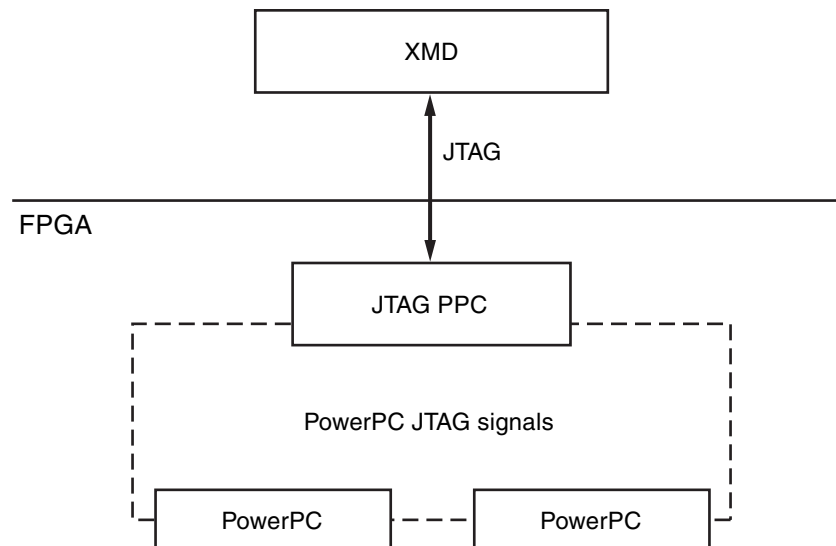 XMD
JTAG
FPGA
JTAG PPC
PowerPC JTAG signals
PowerPC
PowerPC